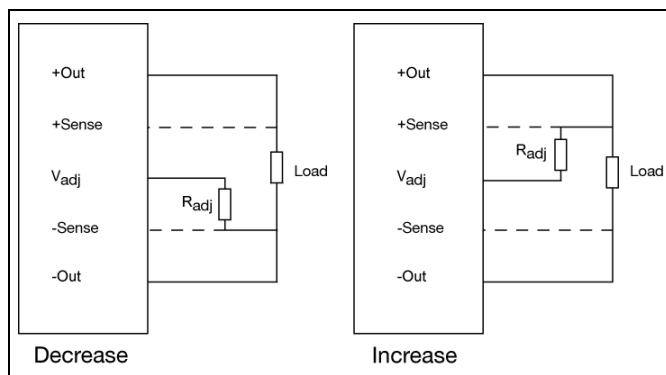 +Out
+Sense
Vadj
-Sense
-Out
Radj
Load
Decrease
+Out
+Sense
Vadj
-Sense
-Out
Radj
Load
Increase